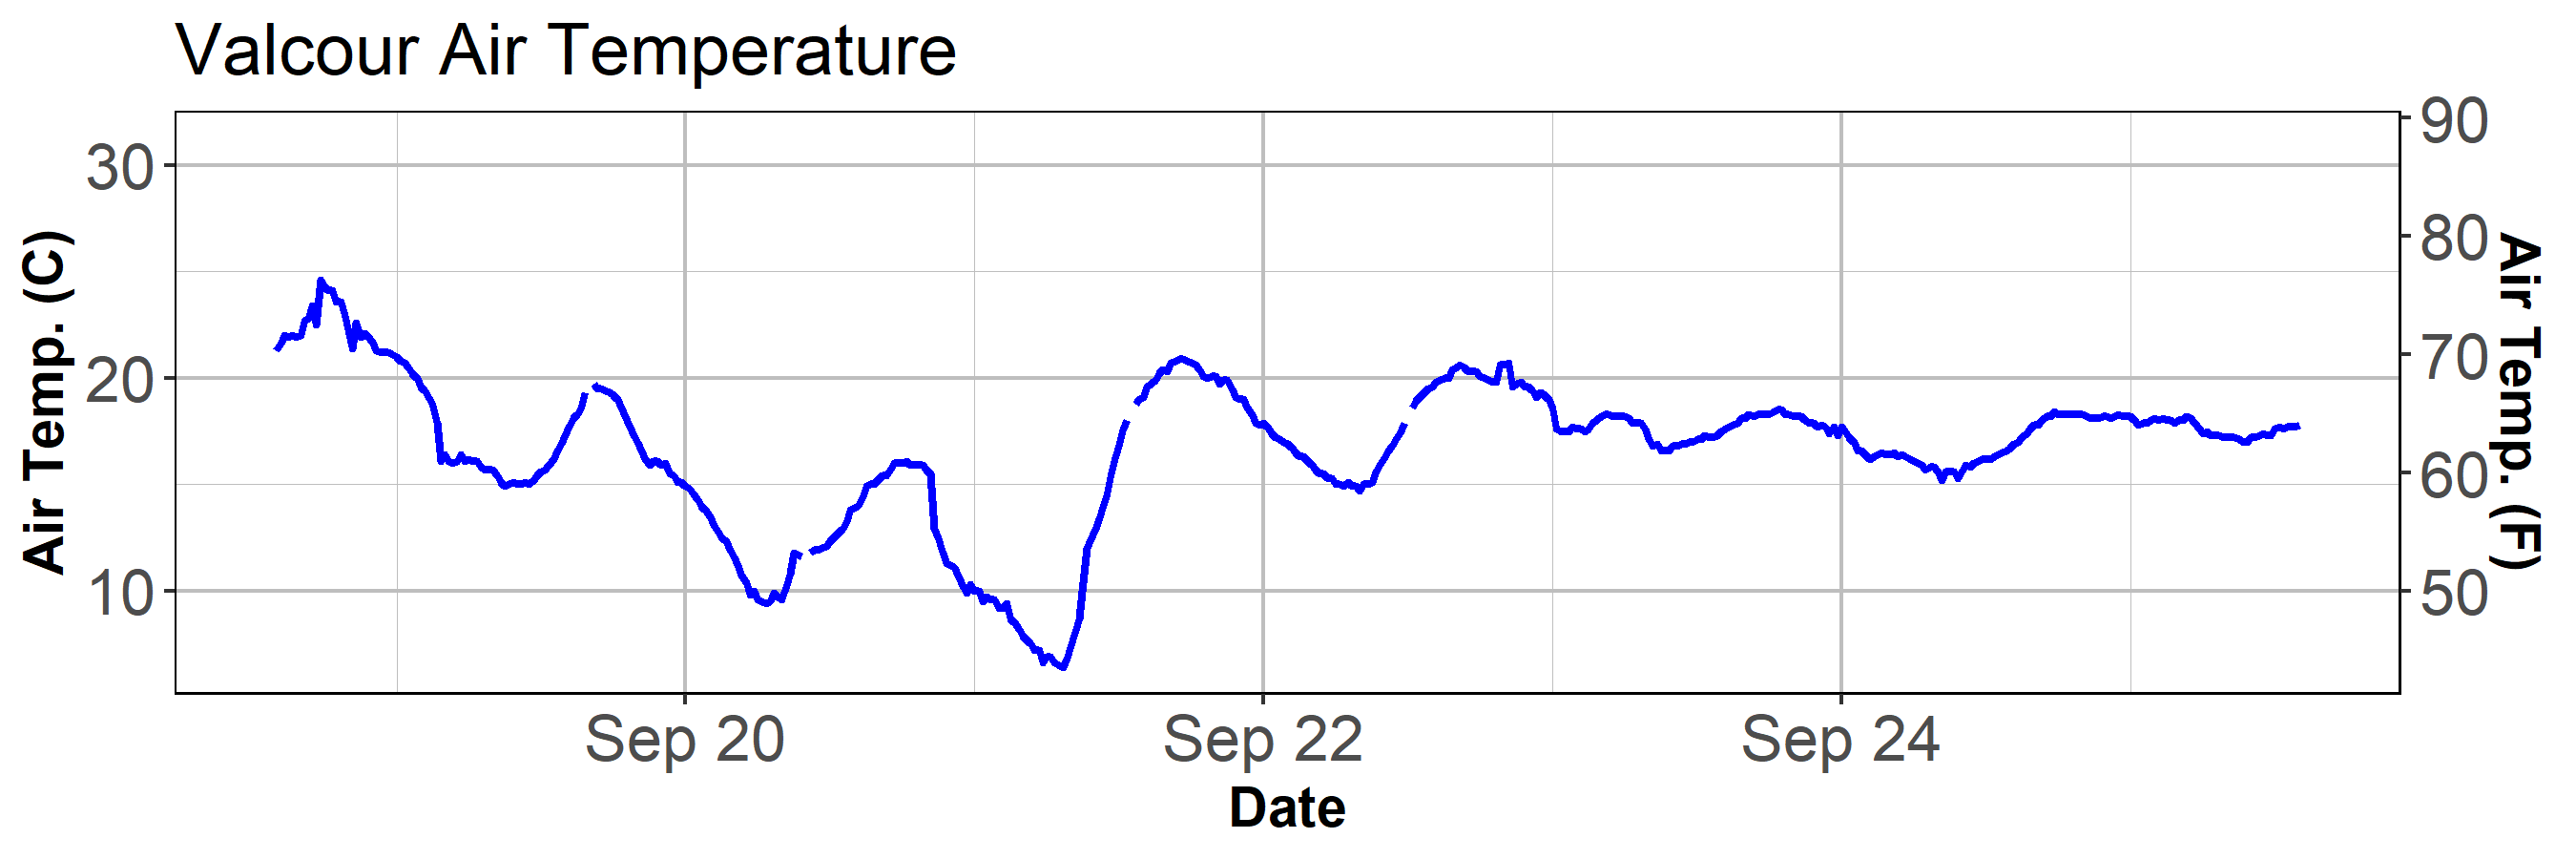 Valcour Air Temperature
Air Temp. (C)
30
20
10
90
80
70
60
50
Air Temp. (F)
Sep 20
Sep 22
Sep 24
Date